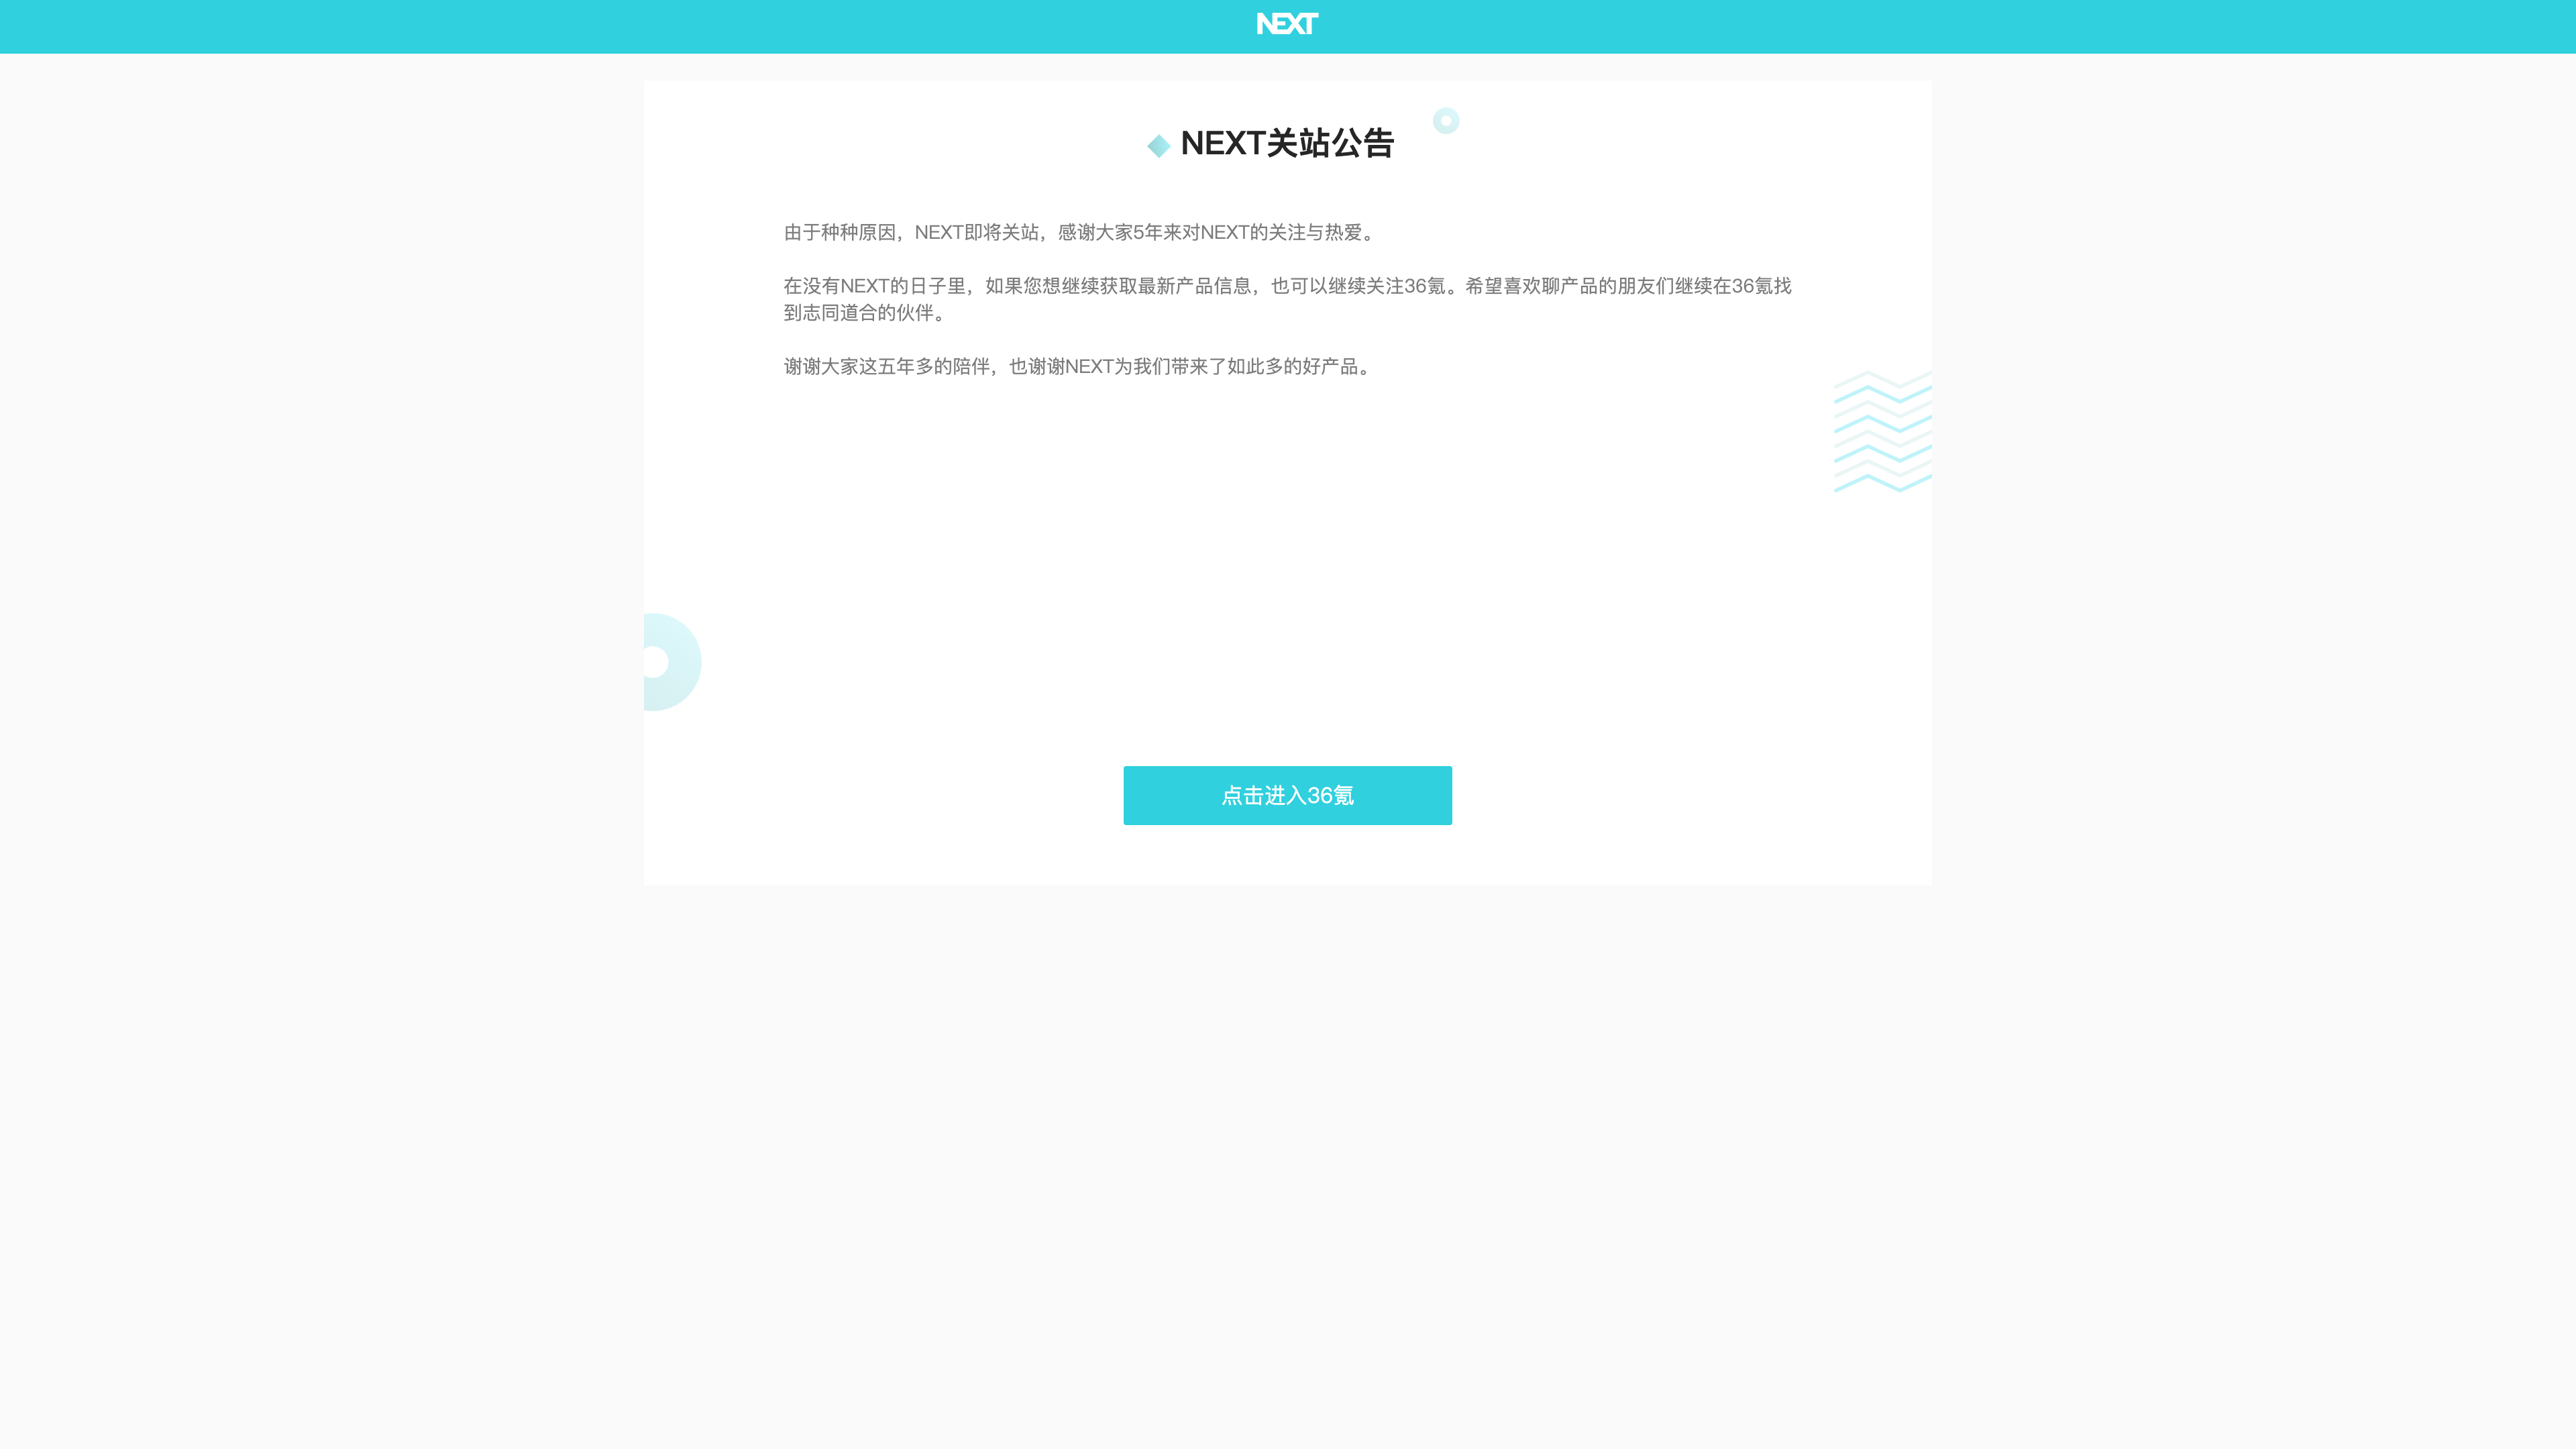 NEXT
NEXT关站公告
由于种种原因，NEXT即将关站，感谢大家5年来对NEXT的关注与热爱。
在没有NEXT的日子里，如果您想继续获取最新产品信息，也可以继续关注36氪。希望喜欢聊产品的朋友们继续在36氪找
到志同道合的伙伴。
谢谢大家这五年多的陪伴，也谢谢NEXT为我们带来了如此多的好产品。
点击进入36氪